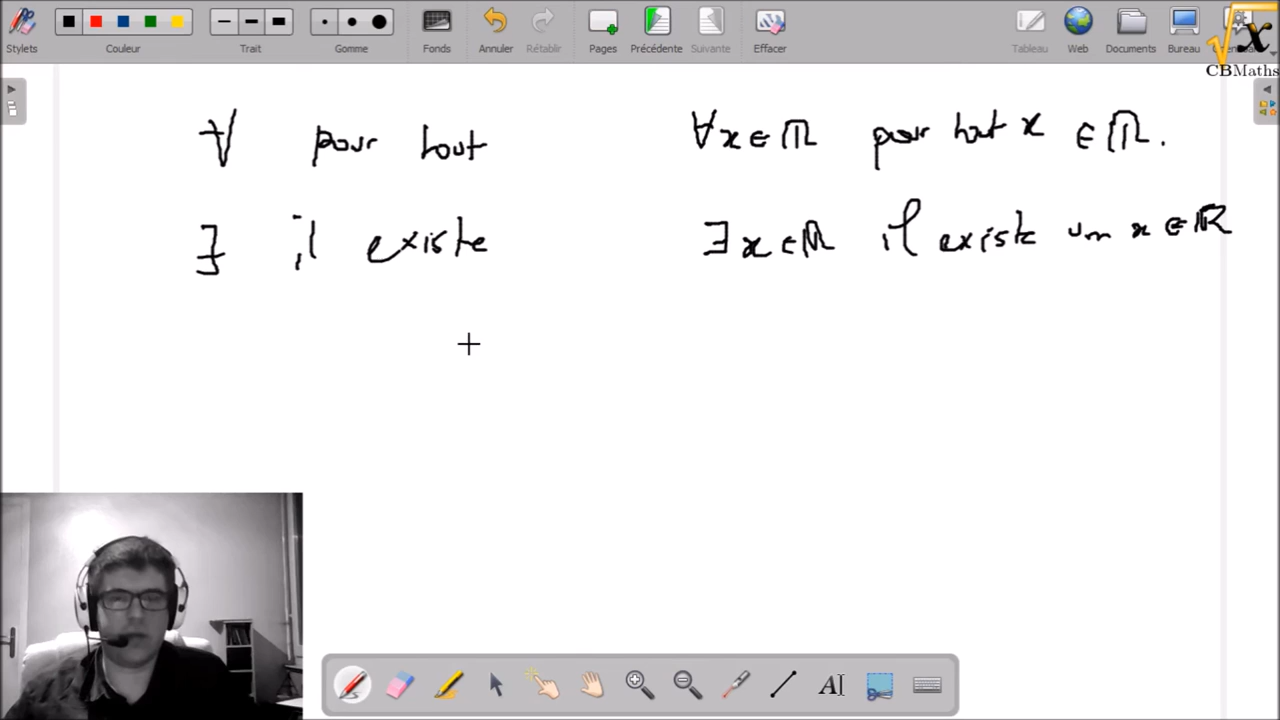 Stylets Couleur Trait Gomme Fonds Annuler Rétablir Pages Précédente Suivante Effacer Tableau Web Documents Bureau
CBMaths
∀ pour tout ∀x∈ℝ pour tout x ∈ℝ.
∃ il existe ∃x∈ℝ il existe un x∈ℝ
AI